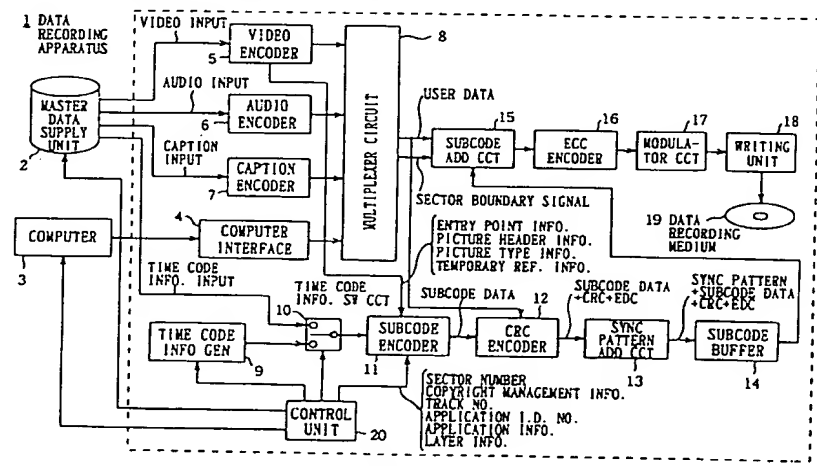 1 DATA
RECORDING
APPARATUS
VIDEO INPUT
VIDEO
ENCODER
5
8
AUDIO INPUT
AUDIO
ENCODER
6
MASTER
DATA
SUPPLY
UNIT
2
CAPTION
INPUT
CAPTION
ENCODER
7
MULTIPLEXER CIRCUIT
USER DATA
15
SUBCODE
ADD CCT
16
ECC
ENCODER
17
MODULA-
TOR CCT
18
WRITING
UNIT
SECTOR BOUNDARY SIGNAL
19 DATA
RECORDING
MEDIUM
4
COMPUTER
INTERFACE
COMPUTER
3
ENTRY POINT INFO.
PICTURE HEADER INFO.
PICTURE TYPE INFO.
TEMPORARY REF. INFO.
TIME CODE
INFO. INPUT
TIME CODE
INFO. SW CCT
10
TIME CODE
INFO GEN
9
SUBCODE
ENCODER
11
SUBCODE DATA
12
CRC
ENCODER
SUBCODE DATA
+CRC+EDC
SYNC
PATTERN
ADD CCT
13
SYNC PATTERN
+SUBCODE DATA
+CRC+EDC
SUBCODE
BUFFER
14
CONTROL
UNIT
20
SECTOR NUMBER
COPYRIGHT MANAGEMENT INFO.
TRACK NO.
APPLICATION I.D. NO.
APPLICATION INFO.
LAYER INFO.